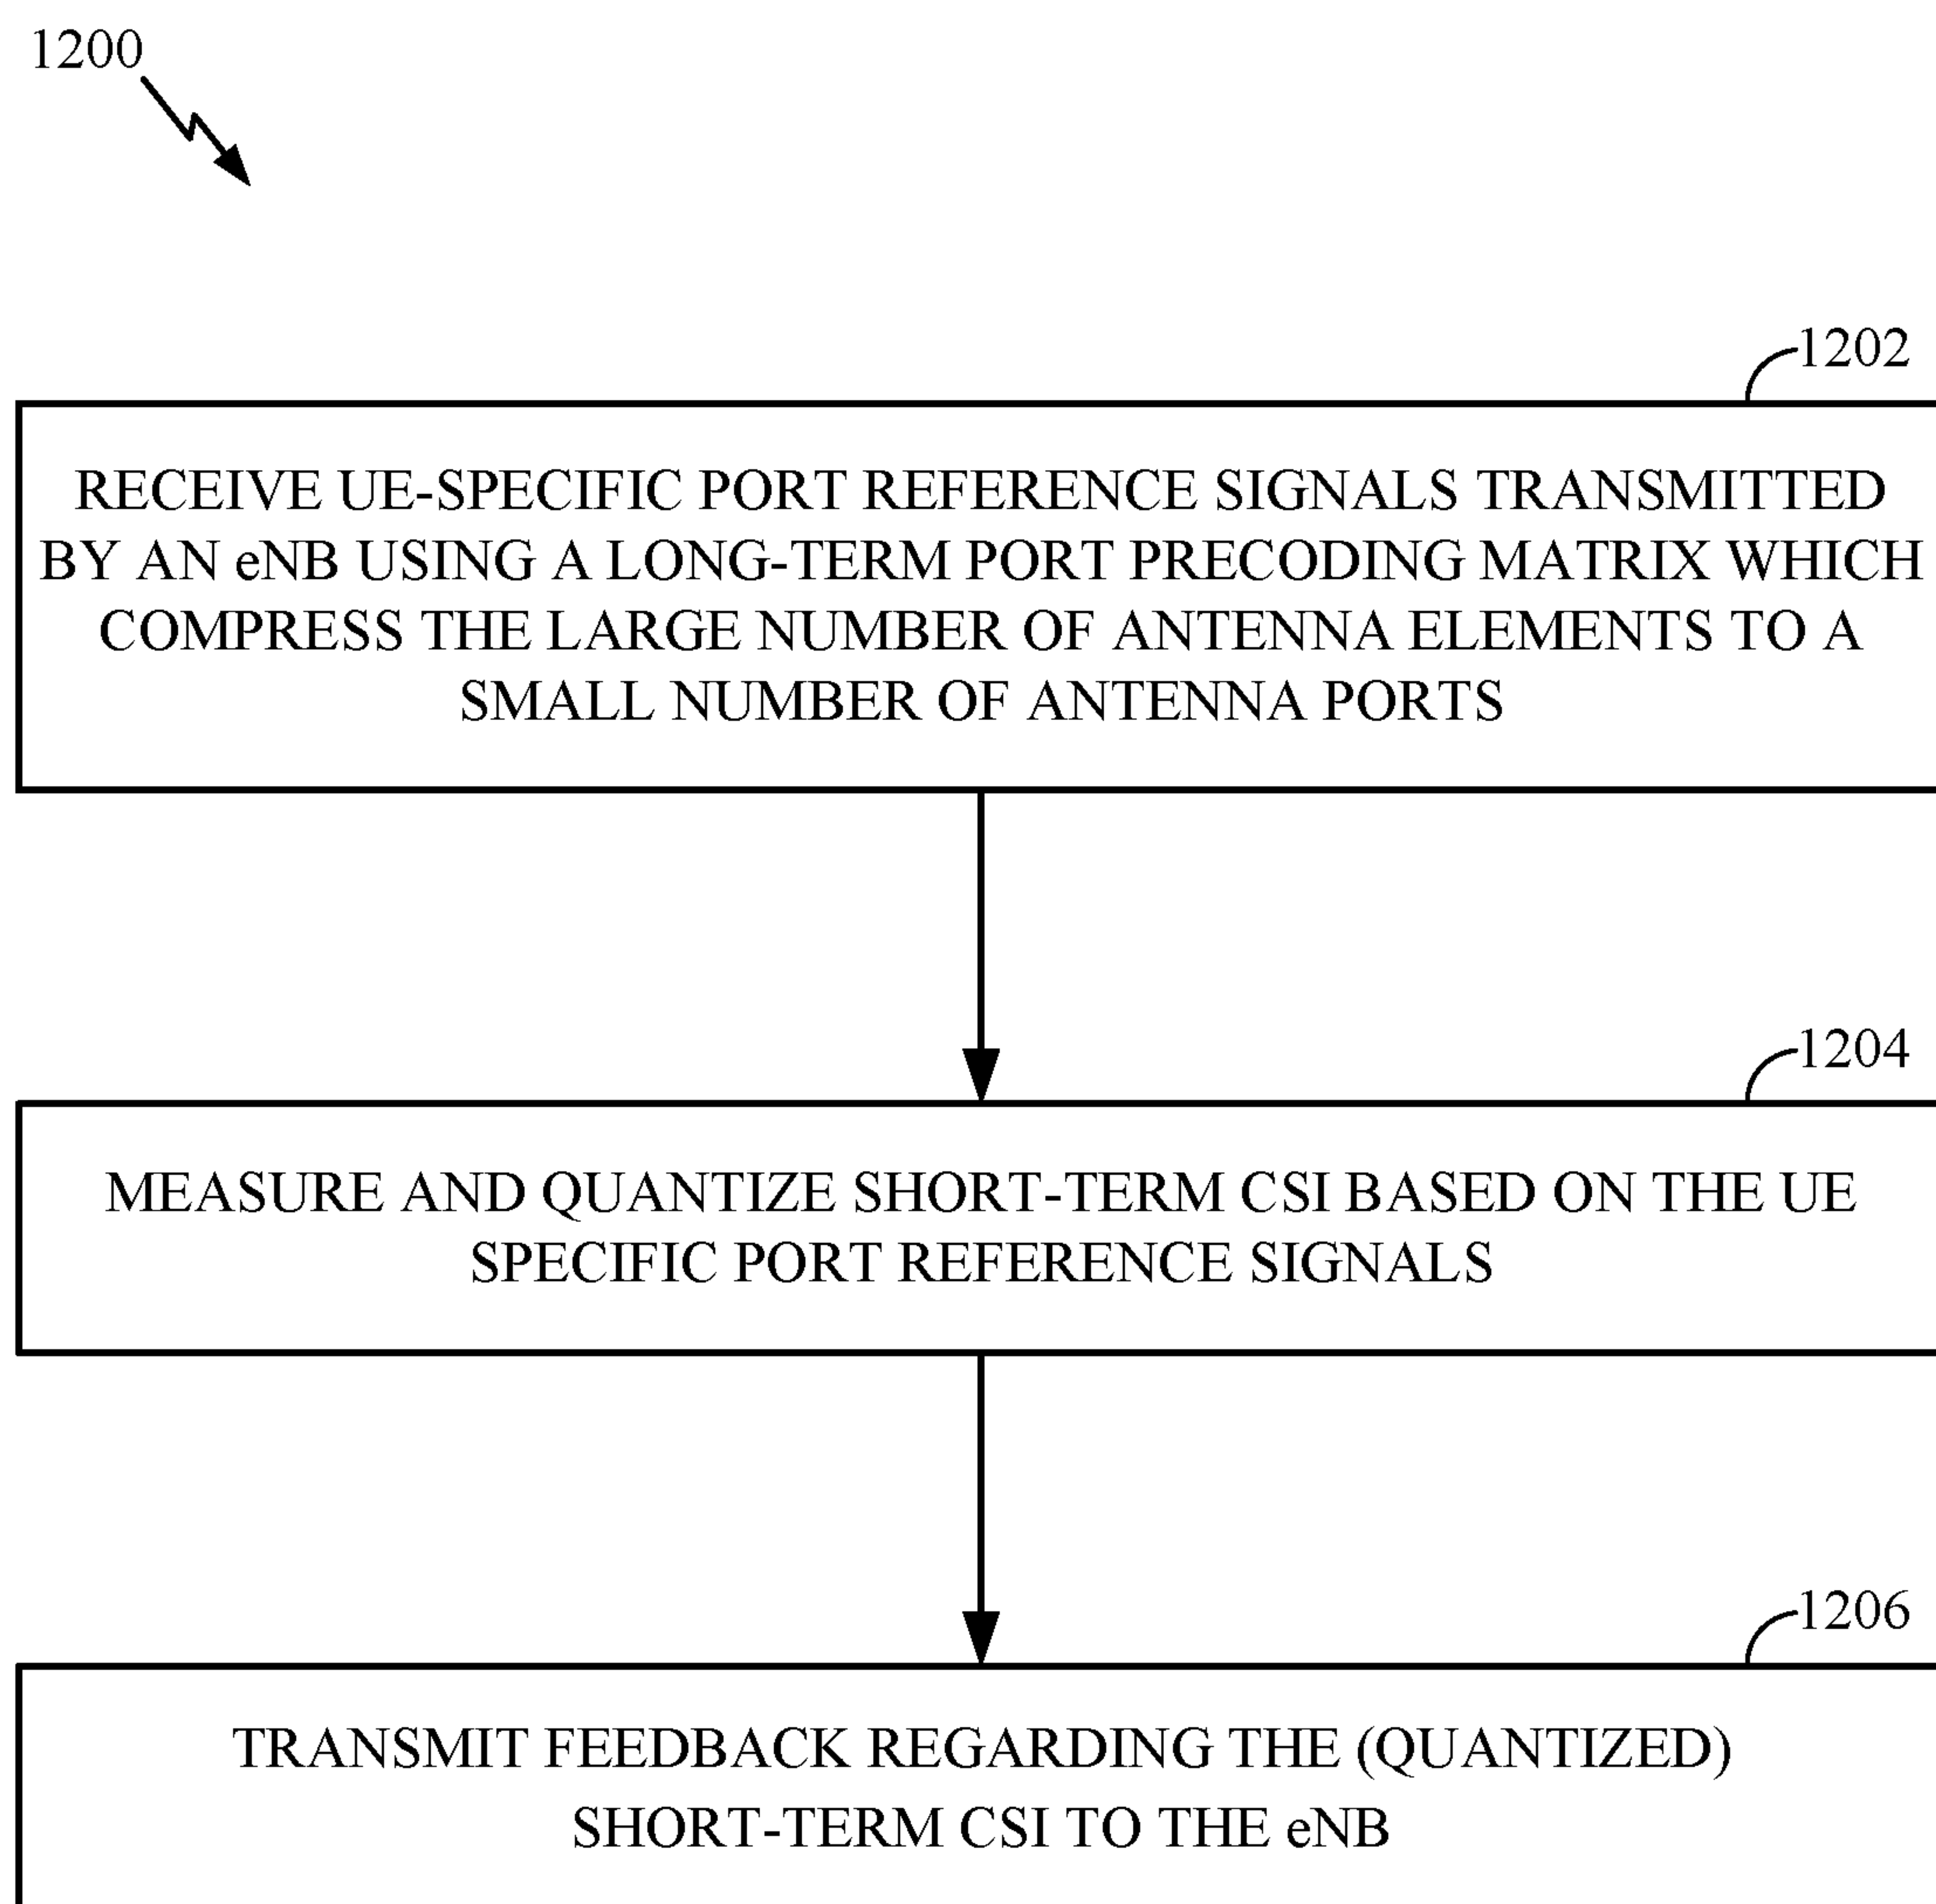 1200
1202
RECEIVE UE-SPECIFIC PORT REFERENCE SIGNALS TRANSMITTED
BY AN eNB USING A LONG-TERM PORT PRECODING MATRIX WHICH
COMPRESS THE LARGE NUMBER OF ANTENNA ELEMENTS TO A
SMALL NUMBER OF ANTENNA PORTS
1204
MEASURE AND QUANTIZE SHORT-TERM CSI BASED ON THE UE
SPECIFIC PORT REFERENCE SIGNALS
1206
TRANSMIT FEEDBACK REGARDING THE (QUANTIZED)
SHORT-TERM CSI TO THE eNB